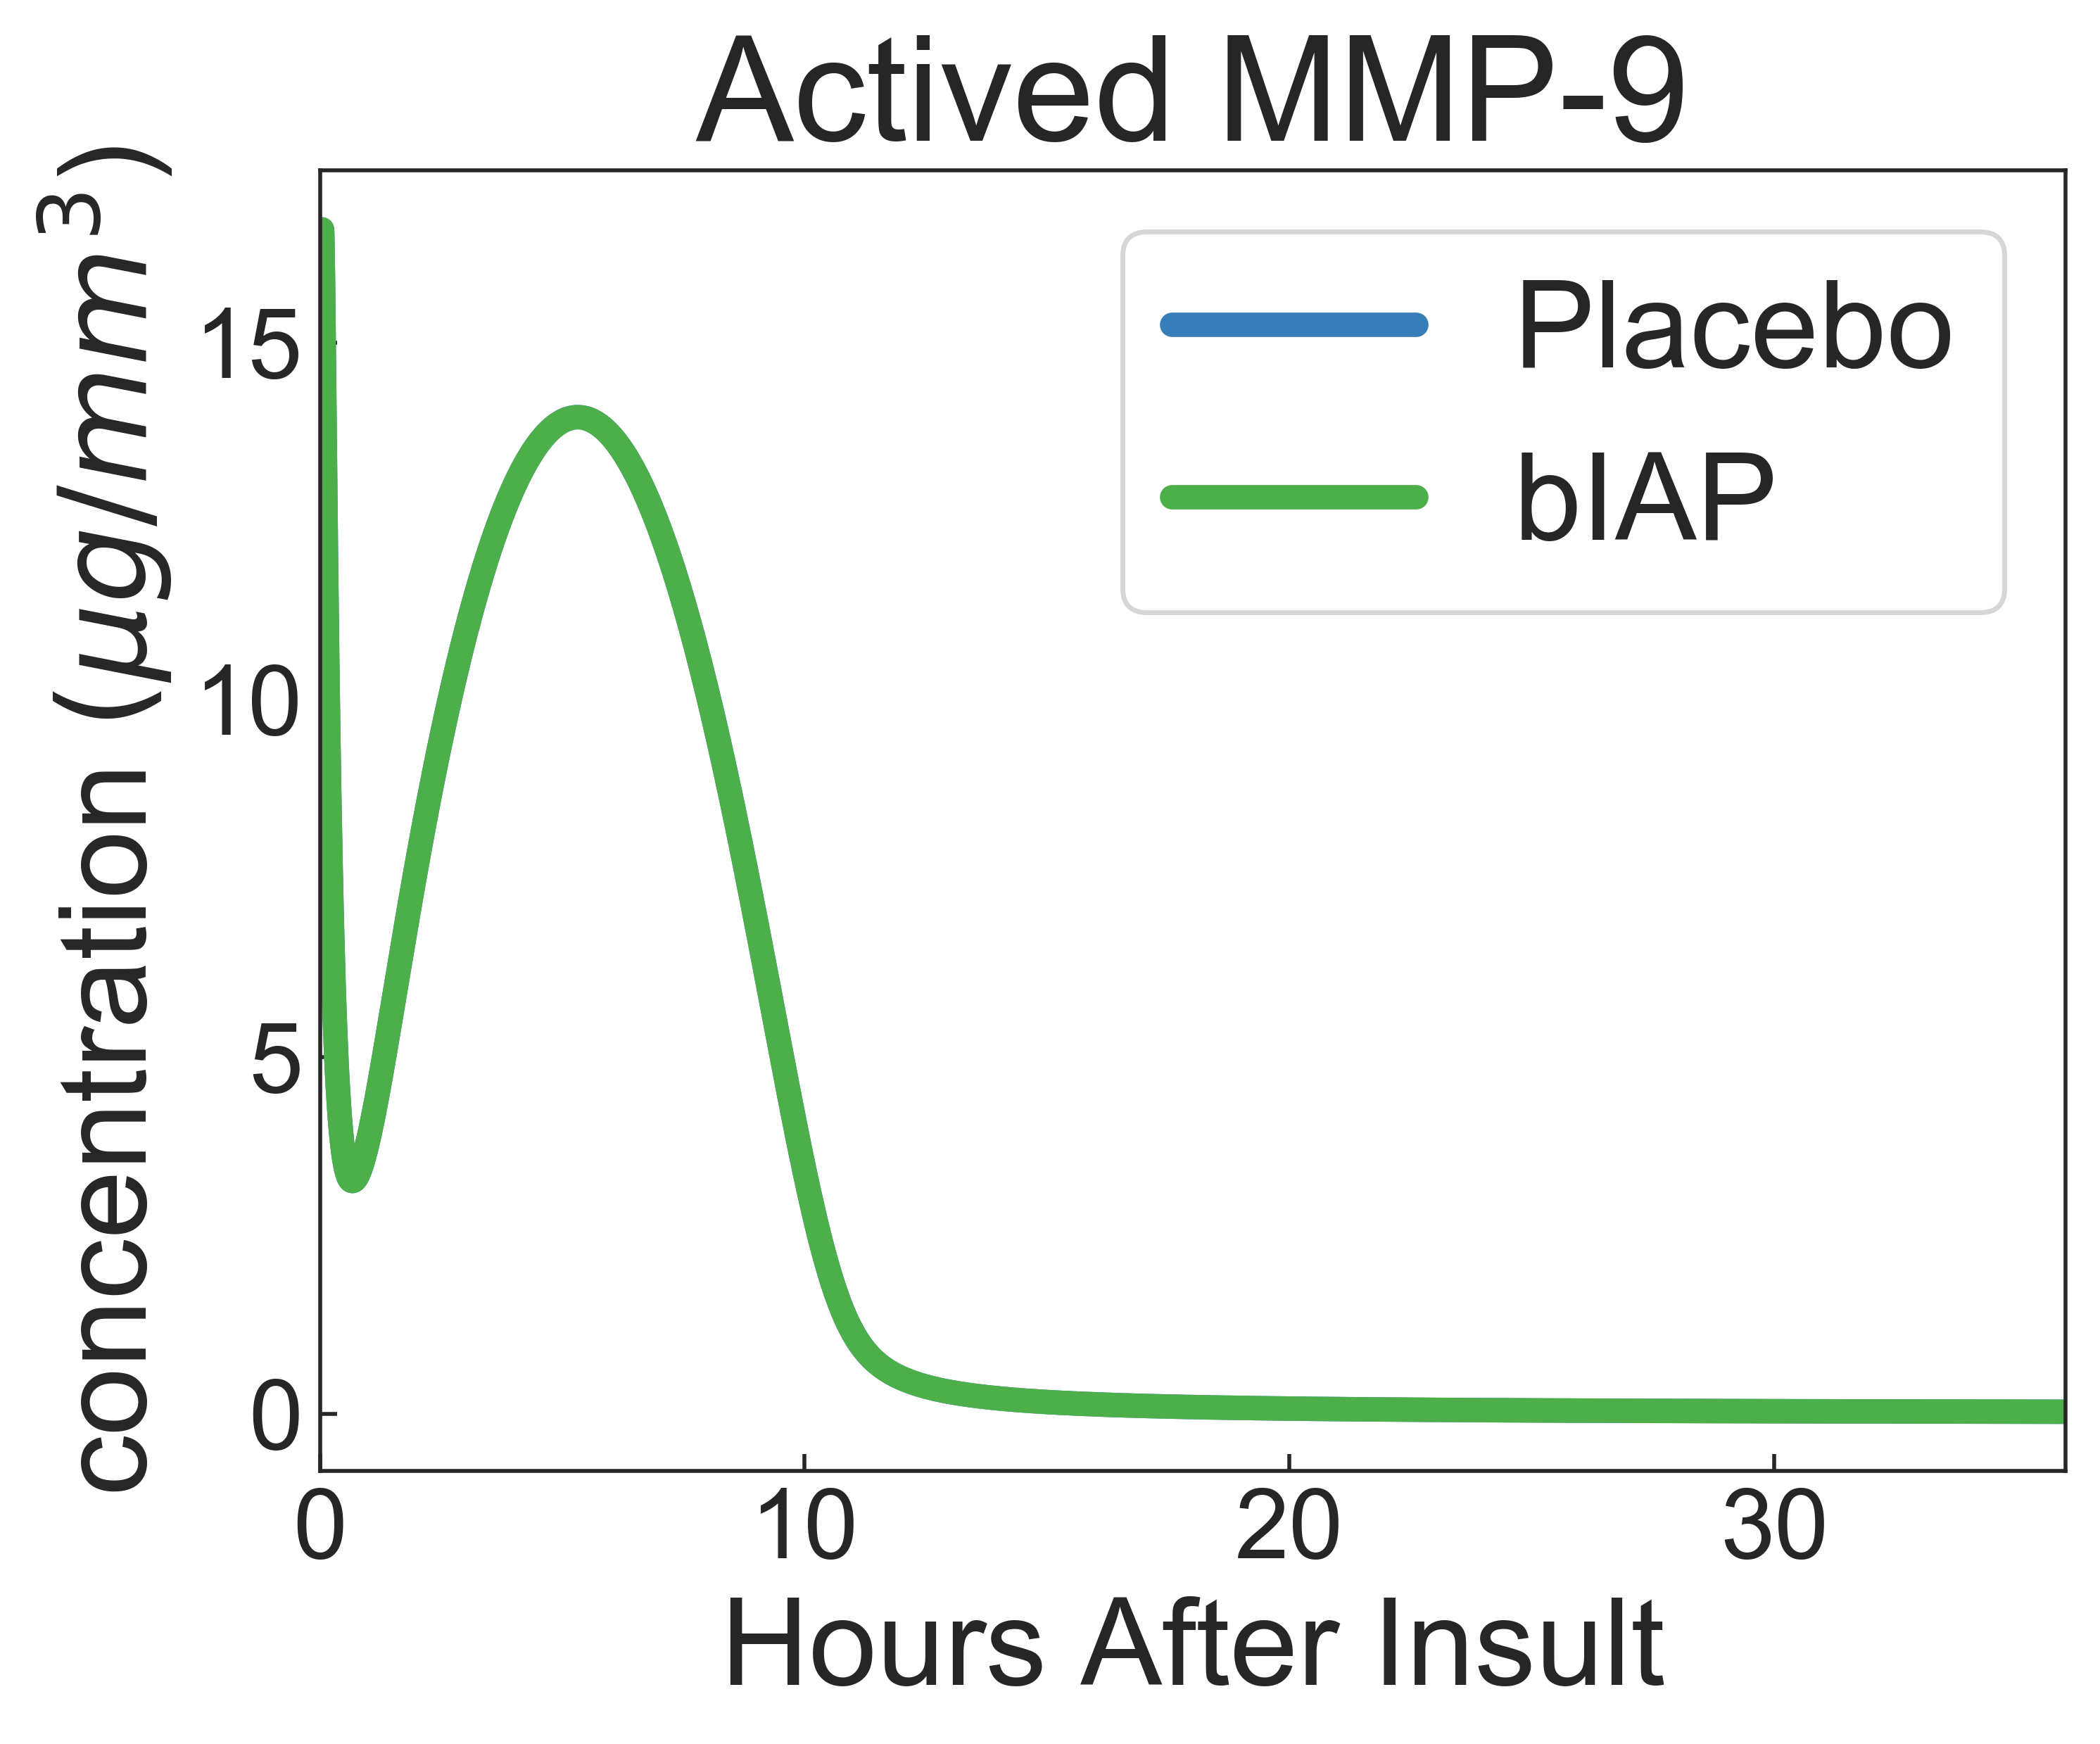 Actived MMP-9
concentration (μg/mm³)
15
10
5
0
Placebo
bIAP
0 10 20 30
Hours After Insult